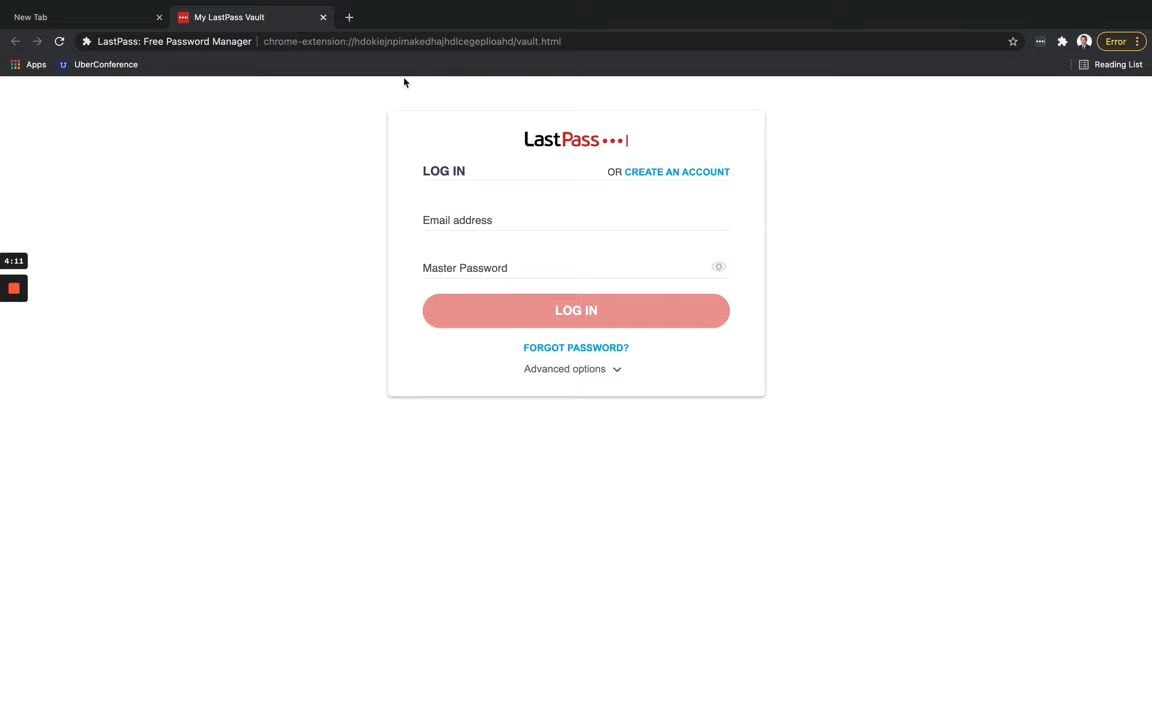 New Tab
My LastPass Vault
LastPass: Free Password Manager | chrome-extension://hdokiejnpimakedhajhdlcegeplioahd/vault.html
Error
Apps
UberConference
Reading List
LastPass
LOG IN
OR CREATE AN ACCOUNT
Email address
4:11
Master Password
LOG IN
FORGOT PASSWORD?
Advanced options